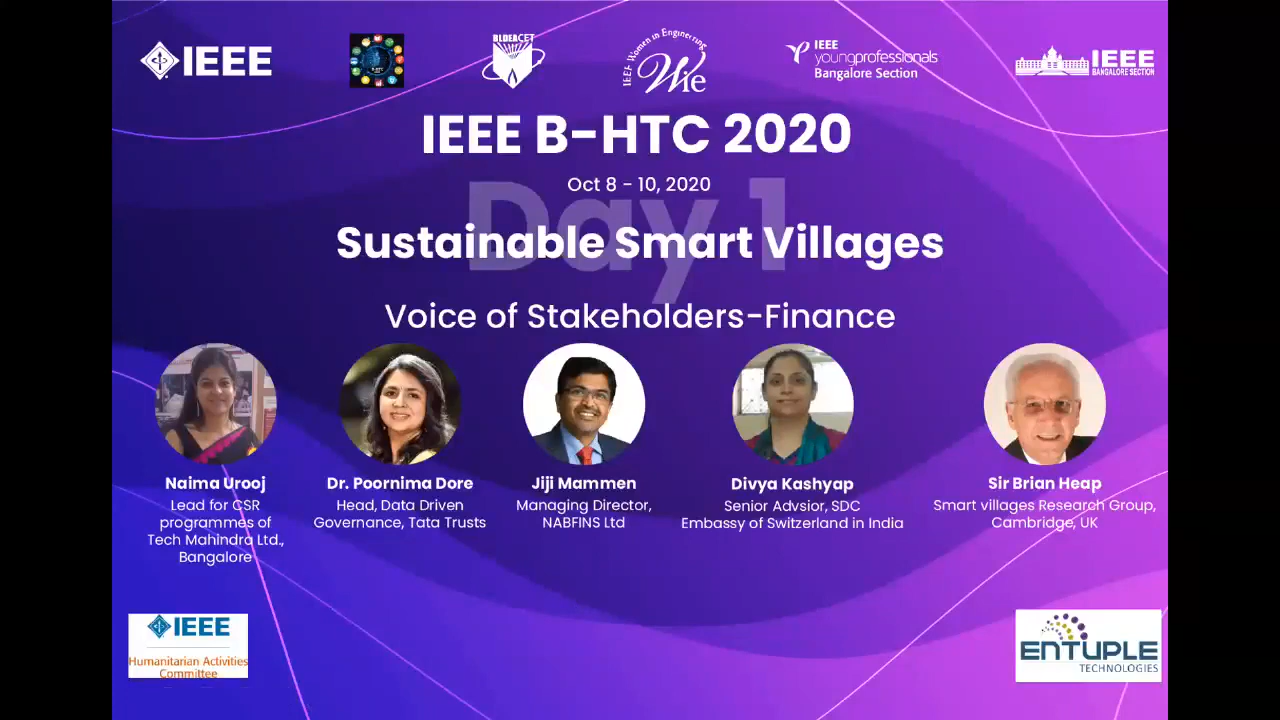 IEEE
BLDEACET
IEEE Women in Engineering
WIE
IEEE
youngprofessionals
Bangalore Section
IEEE
BANGALORE SECTION
IEEE B-HTC 2020
Oct 8 - 10, 2020
Day 1
Sustainable Smart Villages
Voice of Stakeholders-Finance
Naima Urooj
Lead for CSR
programmes of
Tech Mahindra Ltd.,
Bangalore
Dr. Poornima Dore
Head, Data Driven
Governance, Tata Trusts
Jiji Mammen
Managing Director,
NABFINS Ltd
Divya Kashyap
Senior Advsior, SDC
Embassy of Switzerland in India
Sir Brian Heap
Smart villages Research Group,
Cambridge, UK
IEEE
Humanitarian Activities
Committee
ENTUPLE
TECHNOLOGIES